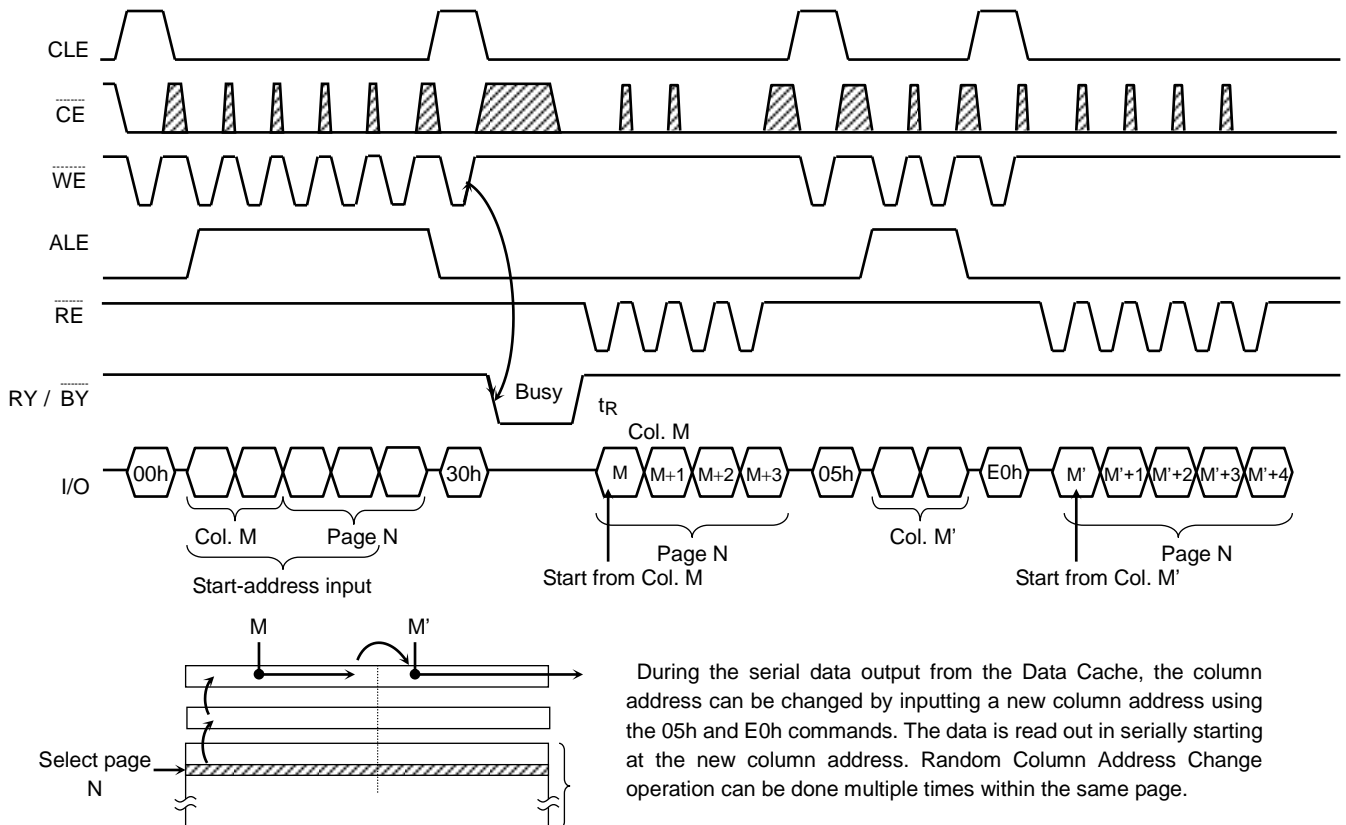 CLE
CE
WE
ALE
RE
RY / BY
Busy
tR
Col. M
I/O
00h
30h
M M+1 M+2 M+3
05h
E0h
M' M'+1 M'+2 M'+3 M'+4
Col. M
Page N
Start-address input
Page N
Start from Col. M
Col. M’
Page N
Start from Col. M’
M
M’
Select page
N
During the serial data output from the Data Cache, the column
address can be changed by inputting a new column address using
the 05h and E0h commands. The data is read out in serially starting
at the new column address. Random Column Address Change
operation can be done multiple times within the same page.